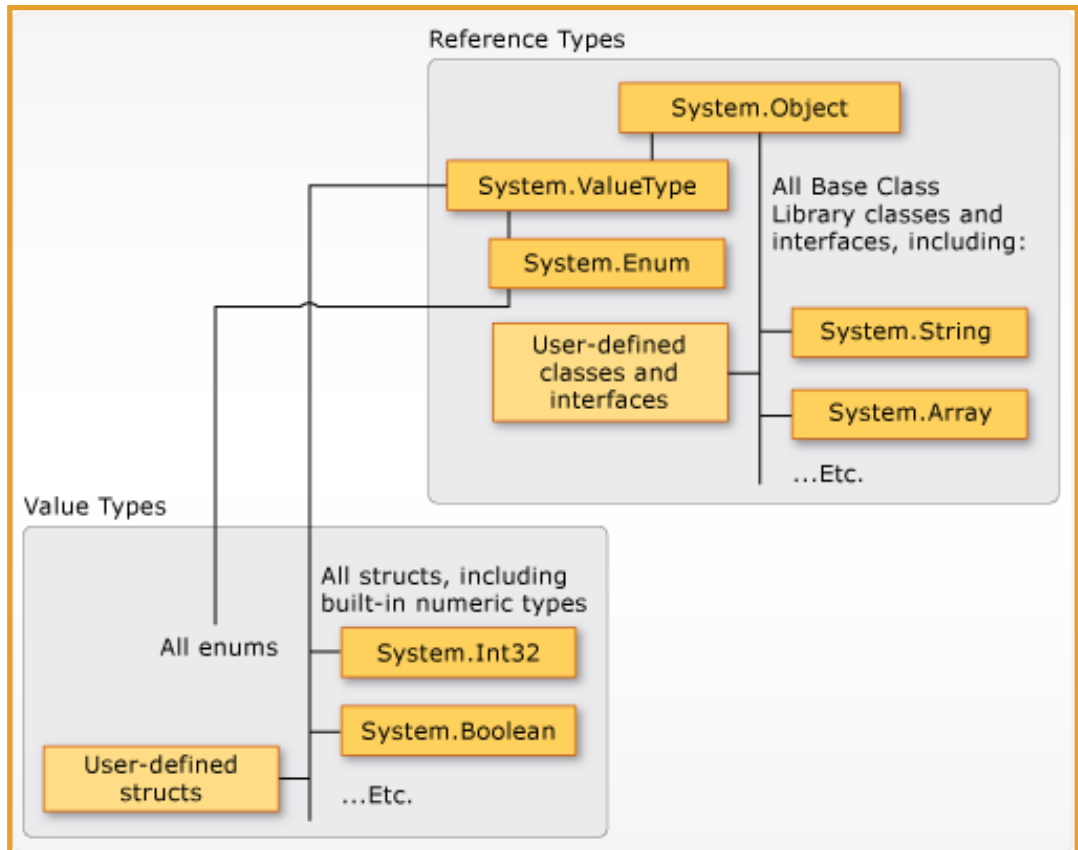 Reference Types
System.Object
System.ValueType
All Base Class
Library classes and
interfaces, including:
System.Enum
System.String
User-defined
classes and
interfaces
System.Array
...Etc.
Value Types
All structs, including
built-in numeric types
All enums
System.Int32
System.Boolean
User-defined
structs
...Etc.